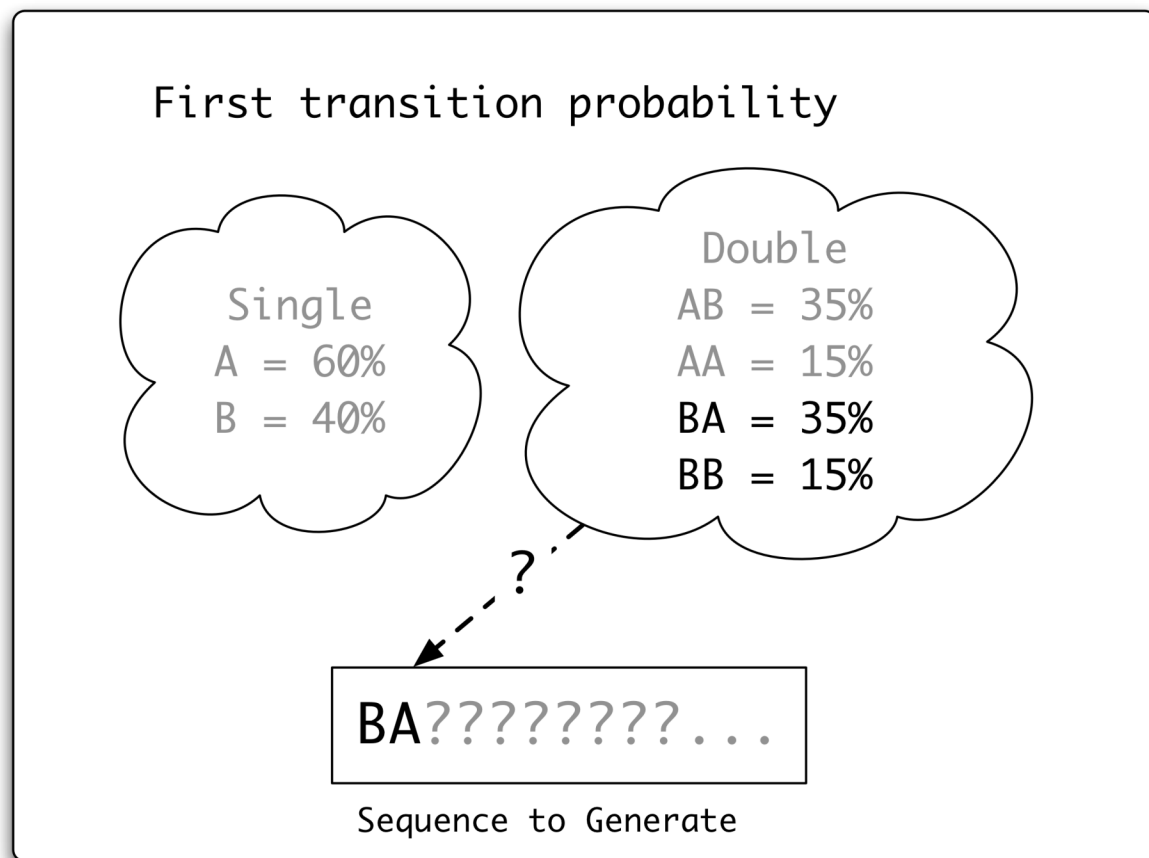 First transition probability
Single
A = 60%
B = 40%
Double
AB = 35%
AA = 15%
BA = 35%
BB = 15%
?
BA????????...
Sequence to Generate